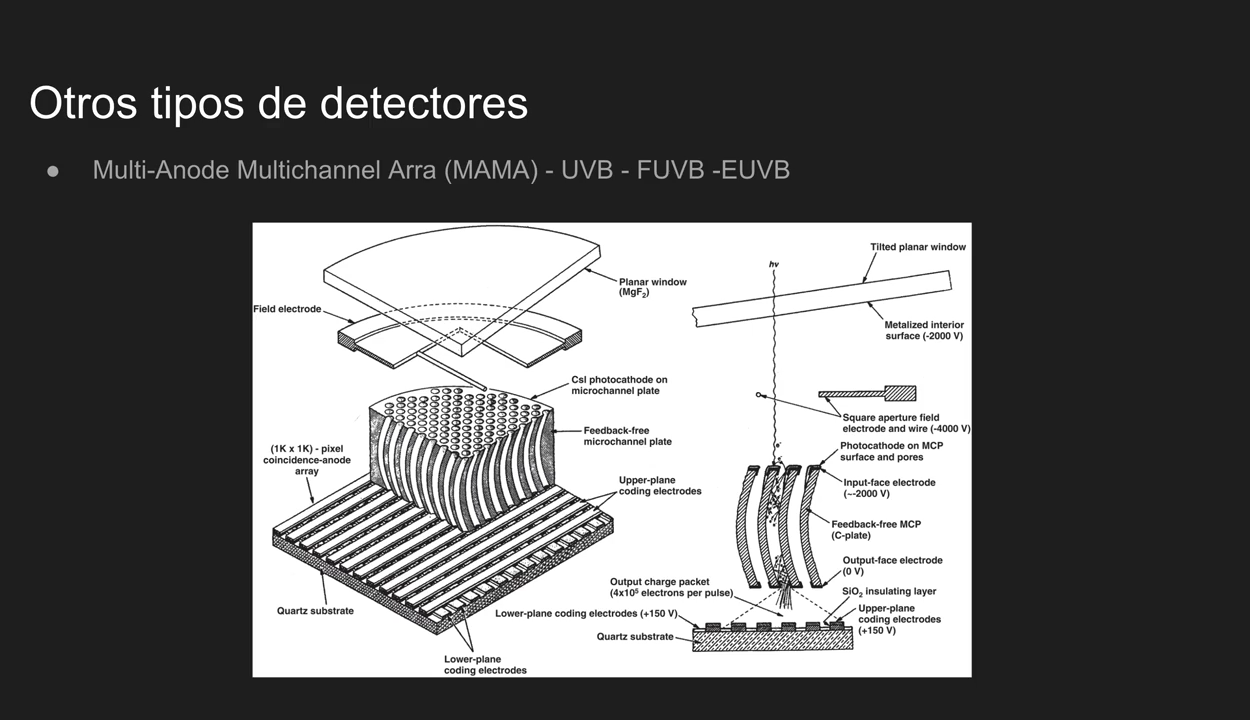 Otros tipos de detectores
● Multi-Anode Multichannel Arra (MAMA) - UVB - FUVB -EUVB
Planar window
(MgF₂)
Field electrode
CsI photocathode on
microchannel plate
Feedback-free
microchannel plate
(1K x 1K) - pixel
coincidence-anode
array
Upper-plane
coding electrodes
Quartz substrate
Lower-plane
coding electrodes
Tilted planar window
hν
Metalized interior
surface (-2000 V)
Square aperture field
electrode and wire (-4000 V)
Photocathode on MCP
surface and pores
e⁻
Input-face electrode
(~-2000 V)
Feedback-free MCP
(C-plate)
Output-face electrode
(0 V)
Output charge packet
(4x10⁵ electrons per pulse)
SiO₂ insulating layer
Lower-plane coding electrodes (+150 V)
Upper-plane
coding electrodes
(+150 V)
Quartz substrate